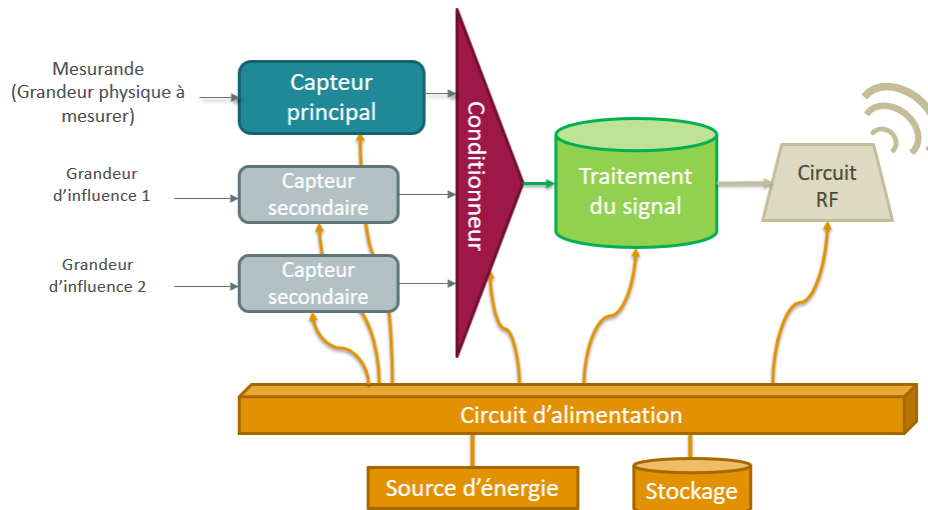 Mesurande
(Grandeur physique à
mesurer)
Capteur
principal
Grandeur
d'influence 1
Capteur
secondaire
Grandeur
d'influence 2
Capteur
secondaire
Conditionneur
Traitement
du signal
Circuit
RF
Circuit d'alimentation
Source d'énergie
Stockage